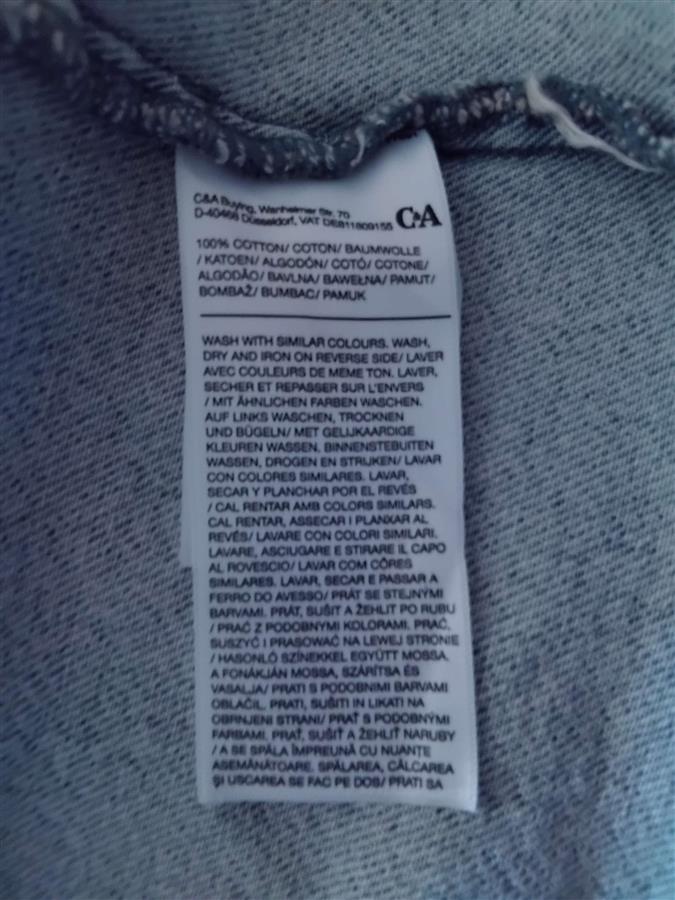 C&A Buying, Wanheimer Str. 70
D-40468 Düsseldorf, VAT DE811809155
C&A
100% COTTON/ COTON/ BAUMWOLLE
/ KATOEN/ ALGODÓN/ COTÓ/ COTONE/
ALGODÃO/ BAVLNA/ BAWEŁNA/ PAMUT/
BOMBAŽ/ BUMBAC/ PAMUK
WASH WITH SIMILAR COLOURS. WASH,
DRY AND IRON ON REVERSE SIDE/ LAVER
AVEC COULEURS DE MEME TON. LAVER,
SECHER ET REPASSER SUR L'ENVERS
/ MIT ÄHNLICHEN FARBEN WASCHEN.
AUF LINKS WASCHEN, TROCKNEN
UND BÜGELN/ MET GELIJKAARDIGE
KLEUREN WASSEN. BINNENSTEBUITEN
WASSEN, DROGEN EN STRIJKEN/ LAVAR
CON COLORES SIMILARES. LAVAR,
SECAR Y PLANCHAR POR EL REVÉS
/ CAL RENTAR AMB COLORS SIMILARS.
CAL RENTAR, ASSECAR I PLANXAR AL
REVÉS/ LAVARE CON COLORI SIMILARI.
LAVARE, ASCIUGARE E STIRARE IL CAPO
AL ROVESCIO/ LAVAR COM CÔRES
SIMILARES. LAVAR, SECAR E PASSAR A
FERRO DO AVESSO/ PRÁT SE STEJNÝMI
BARVAMI. PRÁT, SUŠIT A ŽEHLIT PO RUBU
/ PRAĆ Z PODOBNYMI KOLORAMI. PRAĆ,
SUSZYĆ I PRASOWAĆ NA LEWEJ STRONIE
/ HASONLÓ SZÍNEKKEL EGYÜTT MOSSA.
A FONÁKJÁN MOSSA, SZÁRÍTSA ÉS
VASALJA/ PRATI S PODOBNIMI BARVAMI
OBLAČIL. PRATI, SUŠITI IN LIKATI NA
OBRNJENI STRANI/ PRAŤ S PODOBNÝMI
FARBAMI. PRAŤ, SUŠIŤ A ŽEHLIŤ NARUBY
/ A SE SPĂLA ÎMPREUNĂ CU NUANŢE
ASEMĂNĂTOARE. SPĂLAREA, CĂLCAREA
ŞI USCAREA SE FAC PE DOS/ PRATI SA